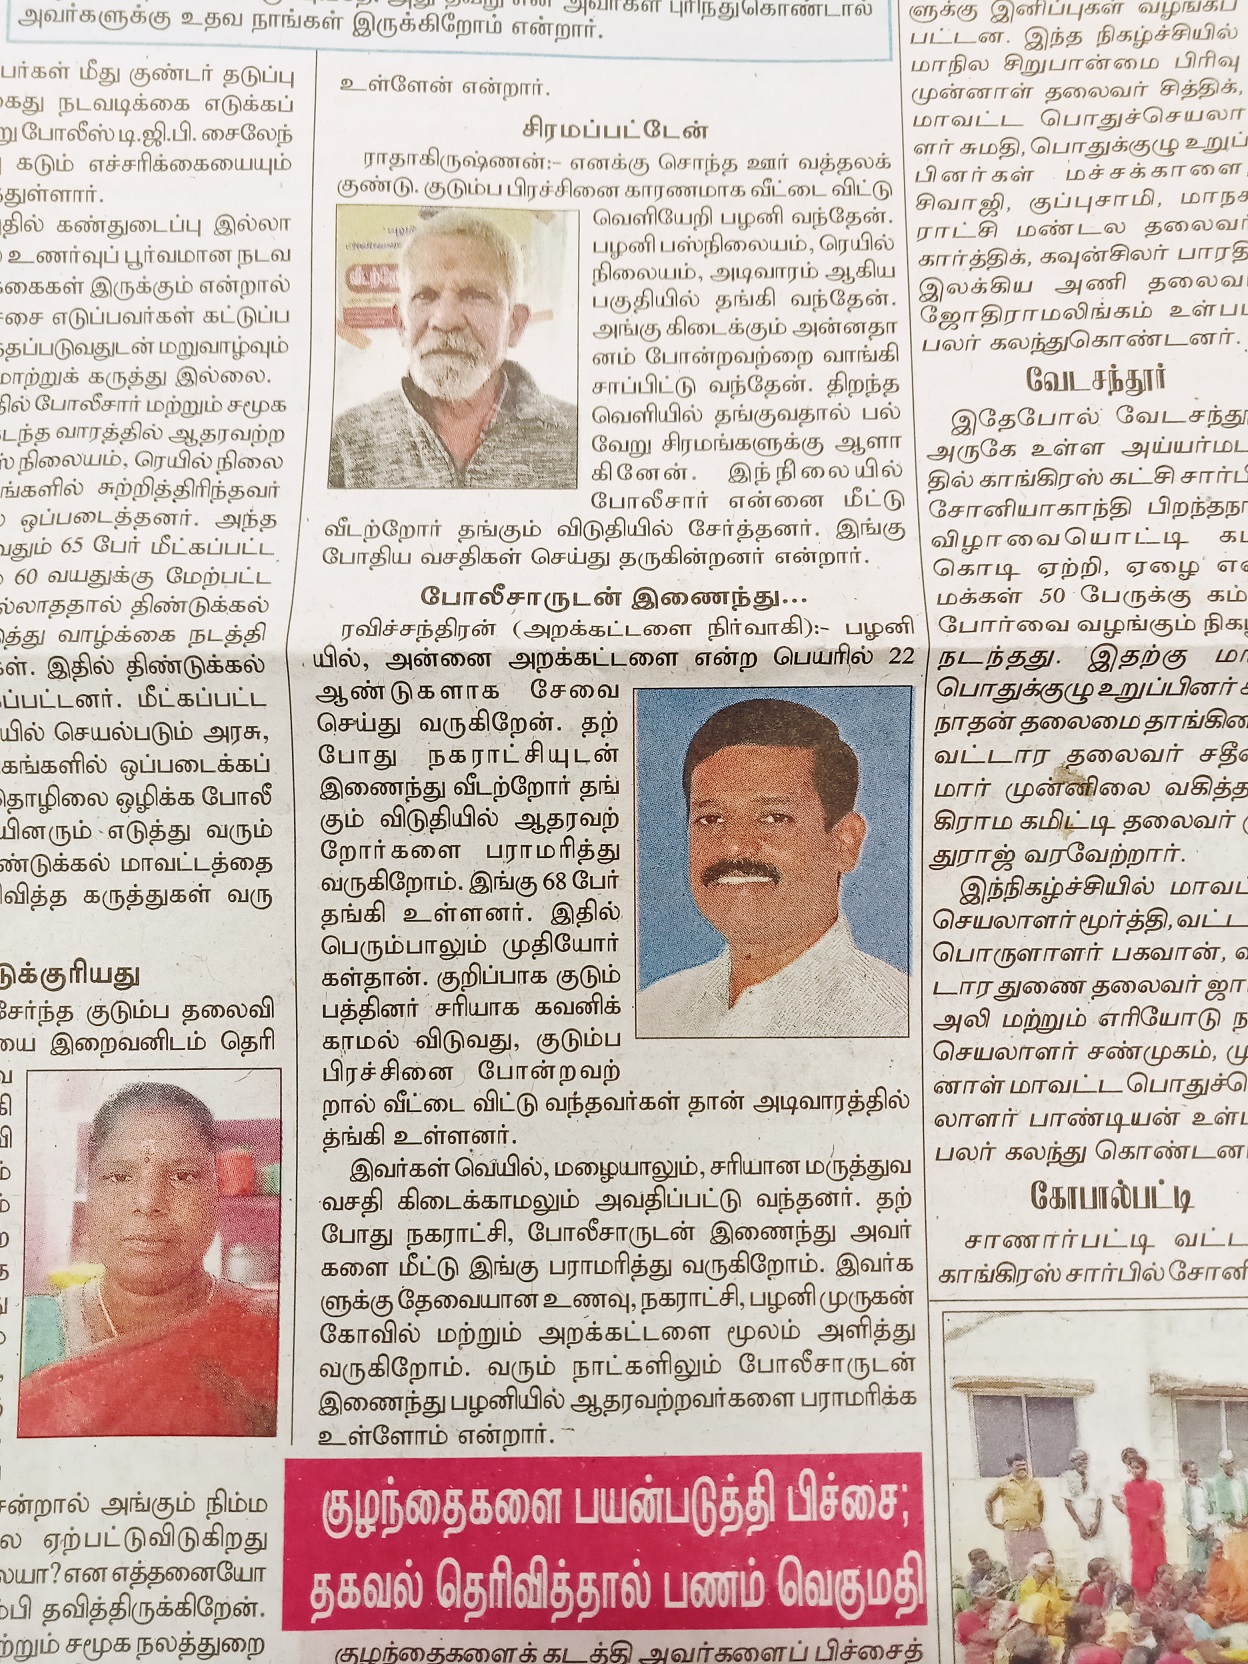 அவர்களுக்கு உதவ நாங்கள் இருக்கிறோம் என்றார்.
பர்கள் மீது குண்டர் தடுப்பு
கைது நடவடிக்கை எடுக்கப்
று போலீஸ் டி.ஜி.பி. சைலேந்
கடும் எச்சரிக்கையையும்
த்துள்ளார்.
தில் கண்துடைப்பு இல்லா
உணர்வுப் பூர்வமான நடவ
க்கைகள் இருக்கும் என்றால்
சசை எடுப்பவர்கள் கட்டுப்ப
த்தப்படுவதுடன் மறுவாழ்வும்
மாற்றுக் கருத்து இல்லை.
தில் போலீசார் மற்றும் சமூக
டந்த வாரத்தில் ஆதரவற்ற
ஸ் நிலையம், ரெயில் நிலை
ங்களில் சுற்றித்திரிந்தவர்
ஒப்படைத்தனர். அந்த
வதும் 65 பேர் மீட்கப்பட்ட
60 வயதுக்கு மேற்பட்ட
ல்லாததால் திண்டுக்கல்
டுத்து வாழ்க்கை நடத்தி
கள். இதில் திண்டுக்கல்
கப்பட்டனர். மீட்கப்பட்ட
யில் செயல்படும் அரசு,
கங்களில் ஒப்படைக்கப்
தொழிலை ஒழிக்க போலீ
யினரும் எடுத்து வரும்
ண்டுக்கல் மாவட்டத்தை
வித்த கருத்துகள் வரு
டுக்குரியது
சேர்ந்த குடும்ப தலைவி
யை இறைவனிடம் தெரி
சன்றால் அங்கும் நிம்ம
ல ஏற்பட்டுவிடுகிறது
லையா? என எத்தனையோ
ம்பி தவித்திருக்கிறேன்.
ற்றும் சமூக நலத்துறை
உள்ளேன் என்றார்.
சிரமப்பட்டேன்
ராதாகிருஷ்ணன்:- எனக்கு சொந்த ஊர் வத்தலக்
குண்டு. குடும்ப பிரச்சினை காரணமாக வீட்டை விட்டு
வெளியேறி பழனி வந்தேன்.
பழனி பஸ்நிலையம், ரெயில்
நிலையம், அடிவாரம் ஆகிய
பகுதியில் தங்கி வந்தேன்.
அங்கு கிடைக்கும் அன்னதா
னம் போன்றவற்றை வாங்கி
சாப்பிட்டு வந்தேன். திறந்த
வெளியில் தங்குவதால் பல்
வேறு சிரமங்களுக்கு ஆளா
கினேன். இந்நிலையில்
போலீசார் என்னை மீட்டு
வீடற்றோர் தங்கும் விடுதியில் சேர்த்தனர். இங்கு
போதிய வசதிகள் செய்து தருகின்றனர் என்றார்.
போலீசாருடன் இணைந்து...
ரவிச்சந்திரன் (அறக்கட்டளை நிர்வாகி):- பழனி
யில், அன்னை அறக்கட்டளை என்ற பெயரில் 22
ஆண்டுகளாக சேவை
செய்து வருகிறேன். தற்
போது நகராட்சியுடன்
இணைந்து வீடற்றோர் தங்
கும் விடுதியில் ஆதரவற்
றோர்களை பராமரித்து
வருகிறோம். இங்கு 68 பேர்
தங்கி உள்ளனர். இதில்
பெரும்பாலும் முதியோர்
கள்தான். குறிப்பாக குடும்
பத்தினர் சரியாக கவனிக்
காமல் விடுவது, குடும்ப
பிரச்சினை போன்றவற்
றால் வீட்டை விட்டு வந்தவர்கள் தான் அடிவாரத்தில்
தங்கி உள்ளனர்.
இவர்கள் வெயில், மழையாலும், சரியான மருத்துவ
வசதி கிடைக்காமலும் அவதிப்பட்டு வந்தனர். தற்
போது நகராட்சி, போலீசாருடன் இணைந்து அவர்
களை மீட்டு இங்கு பராமரித்து வருகிறோம். இவர்க
ளுக்கு தேவையான உணவு, நகராட்சி, பழனி முருகன்
கோவில் மற்றும் அறக்கட்டளை மூலம் அளித்து
வருகிறோம். வரும் நாட்களிலும் போலீசாருடன்
இணைந்து பழனியில் ஆதரவற்றவர்களை பராமரிக்க
உள்ளோம் என்றார்.
குழந்தைகளை பயன்படுத்தி பிச்சை;
தகவல் தெரிவித்தால் பணம் வெகுமதி
குழந்தைகளைக் கடத்தி அவர்களைப் பிச்சைத்
ளுக்கு இனிப்புகள் வழங்கப்
பட்டன. இந்த நிகழ்ச்சியில்
மாநில சிறுபான்மை பிரிவு
முன்னாள் தலைவர் சித்திக்,
மாவட்ட பொதுச்செயலா
ளர் சுமதி, பொதுக்குழு உறுப்
பினர்கள் மச்சக்காளை,
சிவாஜி, குப்புசாமி, மாநக
ராட்சி மண்டல தலைவர்
கார்த்திக், கவுன்சிலர் பாரதி
இலக்கிய அணி தலைவ
ஜோதிராமலிங்கம் உள்பட
பலர் கலந்துகொண்டனர்.
வேடசந்தூர்
இதேபோல் வேடசந்து
அருகே உள்ள அய்யர்மட
தில் காங்கிரஸ் கட்சி சார்பி
சோனியாகாந்தி பிறந்தநா
விழாவையொட்டி கட்
கொடி ஏற்றி, ஏழை எ
மக்கள் 50 பேருக்கு கம்
போர்வை வழங்கும் நிகழ
நடந்தது. இதற்கு மா
பொதுக்குழு உறுப்பினர் ச
நாதன் தலைமை தாங்கின
வட்டார தலைவர் சதீஷ
மார் முன்னிலை வகித்த
கிராம கமிட்டி தலைவர் மு
துராஜ் வரவேற்றார்.
இந்நிகழ்ச்சியில் மாவட
செயலாளர் மூர்த்தி, வட்ட
பொருளாளர் பகவான், வ
டார துணை தலைவர் ஜா
அலி மற்றும் எரியோடு ந
செயலாளர் சண்முகம், மு
னாள் மாவட்ட பொதுச்செ
லாளர் பாண்டியன் உள்ப
பலர் கலந்து கொண்டன
கோபால்பட்டி
சாணார்பட்டி வட்ட
காங்கிரஸ் சார்பில் சோனி